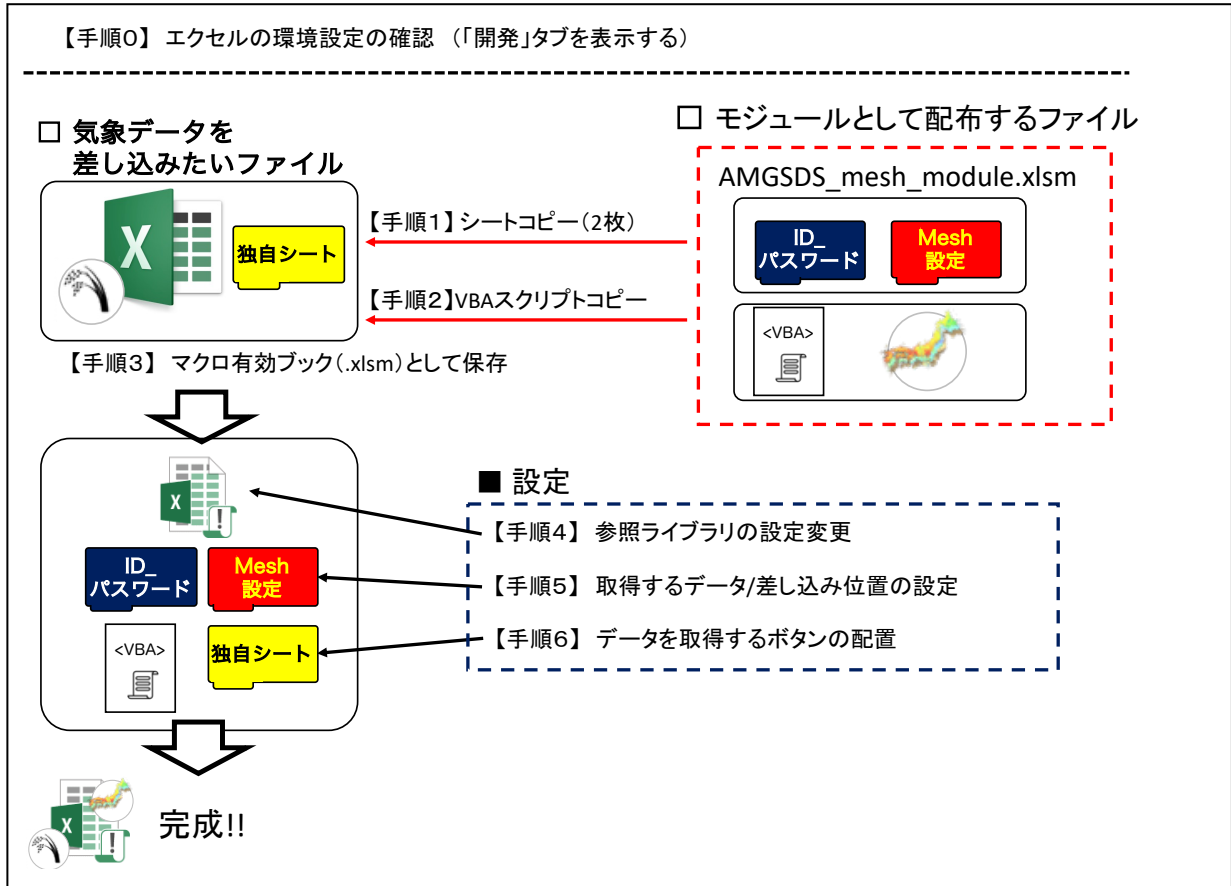 【手順0】 エクセルの環境設定の確認 （「開発」タブを表示する）
□ 気象データを
差し込みたいファイル
X
独自シート
【手順１】シートコピー（2枚）
【手順２】VBAスクリプトコピー
□ モジュールとして配布するファイル
AMGSDS_mesh_module.xlsm
ID_
パスワード
Mesh
設定
<VBA>
【手順３】 マクロ有効ブック（.xlsm）として保存
X
!
ID_
パスワード
Mesh
設定
<VBA>
独自シート
■ 設定
【手順４】 参照ライブラリの設定変更
【手順５】 取得するデータ/差し込み位置の設定
【手順６】 データを取得するボタンの配置
X
!
完成!!